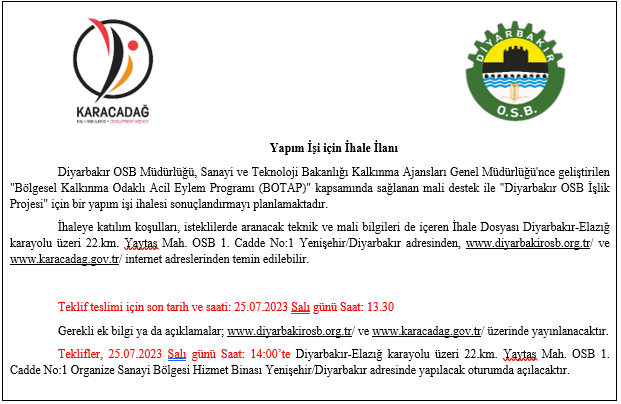 KARACADAĞ
DİYARBAKIR
O.S.B.
Yapım İşi için İhale İlanı
Diyarbakır OSB Müdürlüğü, Sanayi ve Teknoloji Bakanlığı Kalkınma Ajansları Genel Müdürlüğü'nce geliştirilen
"Bölgesel Kalkınma Odaklı Acil Eylem Programı (BOTAP)" kapsamında sağlanan mali destek ile "Diyarbakır OSB İşlik
Projesi" için bir yapım işi ihalesi sonuçlandırmayı planlamaktadır.
İhaleye katılım koşulları, isteklilerde aranacak teknik ve mali bilgileri de içeren İhale Dosyası Diyarbakır-Elazığ
karayolu üzeri 22.km. Yaytaş Mah. OSB 1. Cadde No:1 Yenişehir/Diyarbakır adresinden, www.diyarbakirosb.org.tr/ ve
www.karacadag.gov.tr/ internet adreslerinden temin edilebilir.
Teklif teslimi için son tarih ve saati: 25.07.2023 Salı günü Saat: 13.30
Gerekli ek bilgi ya da açıklamalar; www.diyarbakirosb.org.tr/ ve www.karacadag.gov.tr/ üzerinde yayınlanacaktır.
Teklifler, 25.07.2023 Salı günü Saat: 14:00’te Diyarbakır-Elazığ karayolu üzeri 22.km. Yaytaş Mah. OSB 1.
Cadde No:1 Organize Sanayi Bölgesi Hizmet Binası Yenişehir/Diyarbakır adresinde yapılacak oturumda açılacaktır.